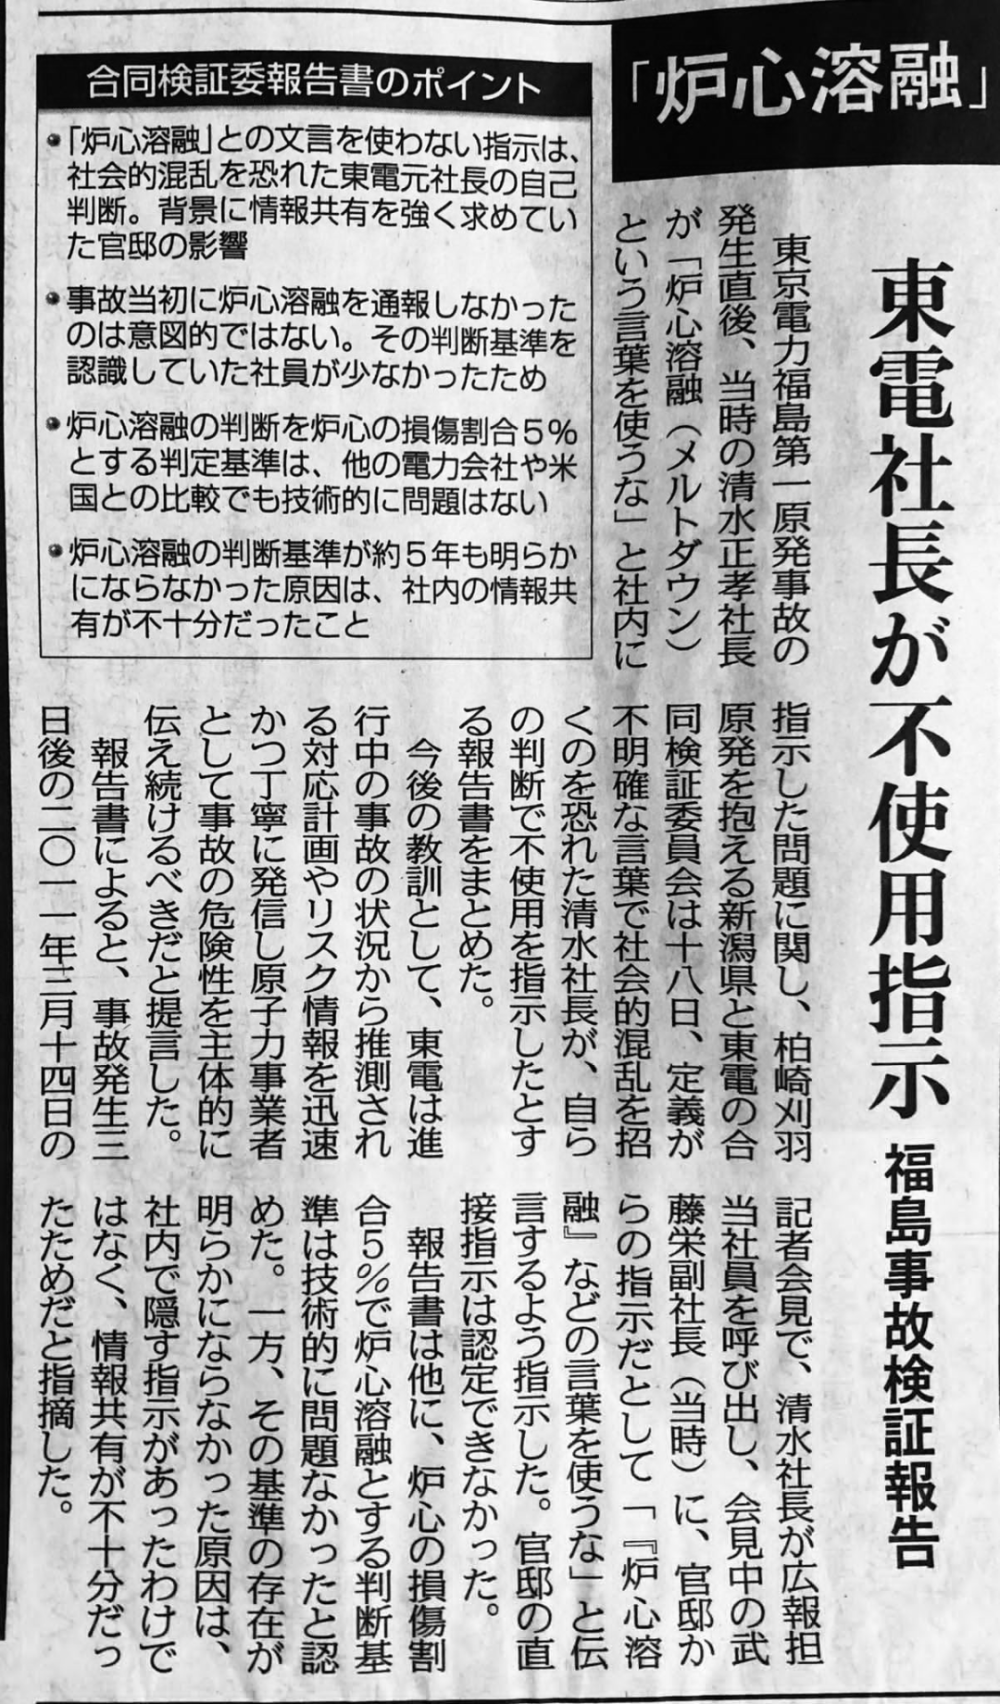 「炉心溶融」
東電社長が不使用指示
福島事故検証報告
合同検証委報告書のポイント
•「炉心溶融」との文言を使わない指示は、
社会的混乱を恐れた東電元社長の自己
判断。背景に情報共有を強く求めてい
た官邸の影響
•事故当初に炉心溶融を通報しなかった
のは意図的ではない。その判断基準を
認識していた社員が少なかったため
•炉心溶融の判断を炉心の損傷割合5%
とする判定基準は、他の電力会社や米
国との比較でも技術的に問題はない
•炉心溶融の判断基準が約5年も明らか
にならなかった原因は、社内の情報共
有が不十分だったこと
東京電力福島第一原発事故の
発生直後、当時の清水正孝社長
が「炉心溶融(メルトダウン)
という言葉を使うな」と社内に
指示した問題に関し、柏崎刈羽
原発を抱える新潟県と東電の合
同検証委員会は十八日、定義が
不明確な言葉で社会的混乱を招
くのを恐れた清水社長が、自ら
の判断で不使用を指示したとす
る報告書をまとめた。
今後の教訓として、東電は進
行中の事故の状況から推測され
る対応計画やリスク情報を迅速
かつ丁寧に発信し原子力事業者
として事故の危険性を主体的に
伝え続けるべきだと提言した。
報告書によると、事故発生三
日後の二〇一一年三月十四日の
記者会見で、清水社長が広報担
当社員を呼び出し、会見中の武
藤栄副社長(当時)に、官邸か
らの指示だとして「『炉心溶
融』などの言葉を使うな」と伝
言するよう指示した。官邸の直
接指示は認定できなかった。
報告書は他に、炉心の損傷割
合5%で炉心溶融とする判断基
準は技術的に問題なかったと認
めた。一方、その基準の存在が
明らかにならなかった原因は、
社内で隠す指示があったわけで
はなく、情報共有が不十分だっ
たためだと指摘した。